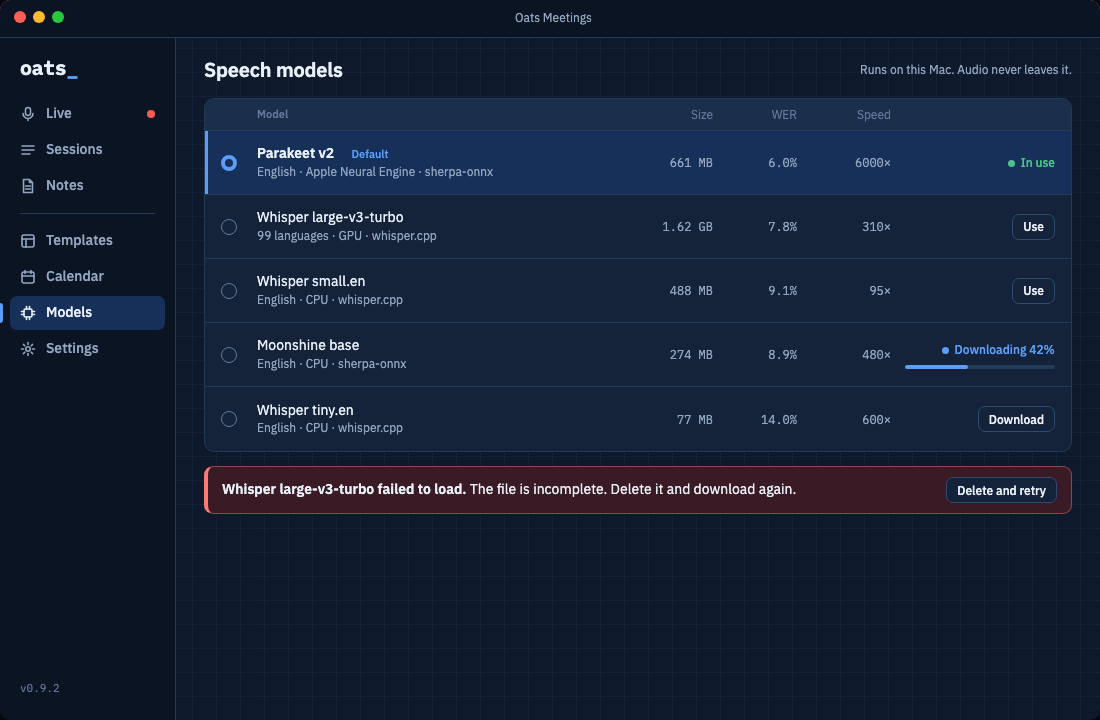 Oats Meetings
oats_
Live
Sessions
Notes
Templates
Calendar
Models
Settings
v0.9.2
Speech models
Runs on this Mac. Audio never leaves it.
Model Size WER Speed
Parakeet v2 Default
English · Apple Neural Engine · sherpa-onnx
661 MB 6.0% 6000× In use
Whisper large-v3-turbo
99 languages · GPU · whisper.cpp
1.62 GB 7.8% 310× Use
Whisper small.en
English · CPU · whisper.cpp
488 MB 9.1% 95× Use
Moonshine base
English · CPU · sherpa-onnx
274 MB 8.9% 480× Downloading 42%
Whisper tiny.en
English · CPU · whisper.cpp
77 MB 14.0% 600× Download
Whisper large-v3-turbo failed to load. The file is incomplete. Delete it and download again. Delete and retry